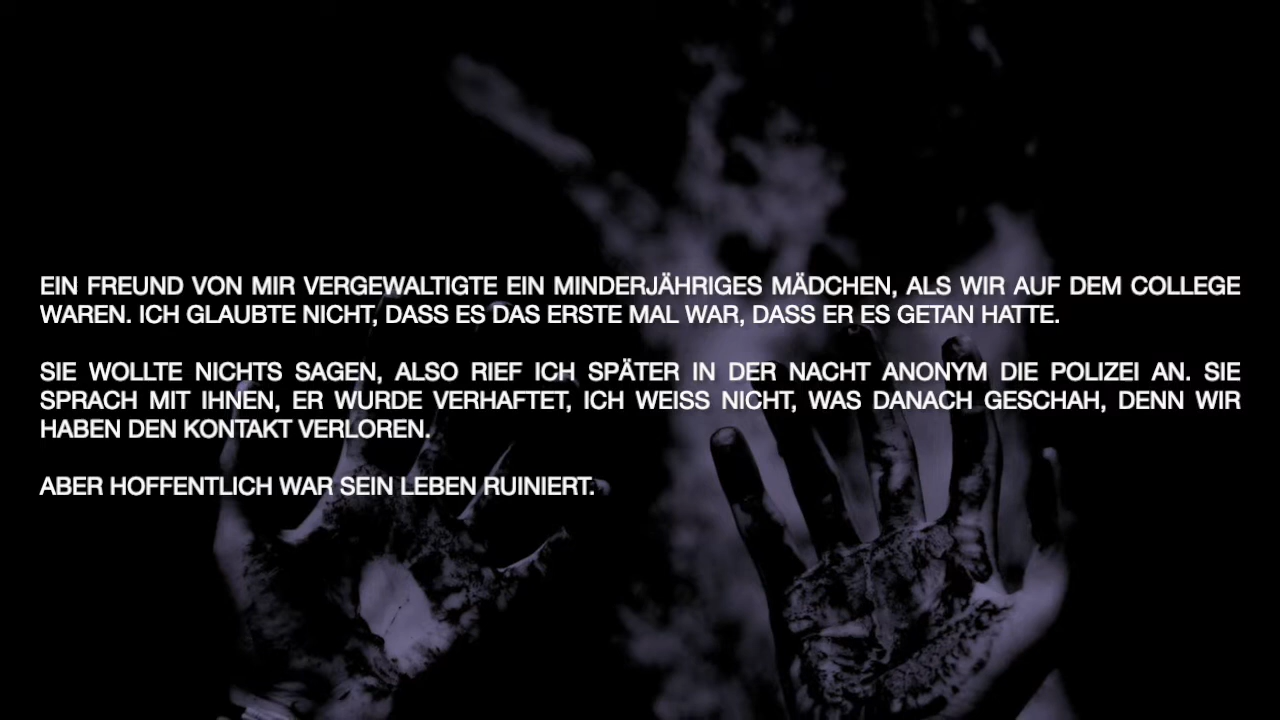 EIN FREUND VON MIR VERGEWALTIGTE EIN MINDERJÄHRIGES MÄDCHEN, ALS WIR AUF DEM COLLEGE
WAREN. ICH GLAUBTE NICHT, DASS ES DAS ERSTE MAL WAR, DASS ER ES GETAN HATTE.
SIE WOLLTE NICHTS SAGEN, ALSO RIEF ICH SPÄTER IN DER NACHT ANONYM DIE POLIZEI AN. SIE
SPRACH MIT IHNEN, ER WURDE VERHAFTET, ICH WEISS NICHT, WAS DANACH GESCHAH, DENN WIR
HABEN DEN KONTAKT VERLOREN.
ABER HOFFENTLICH WAR SEIN LEBEN RUINIERT.